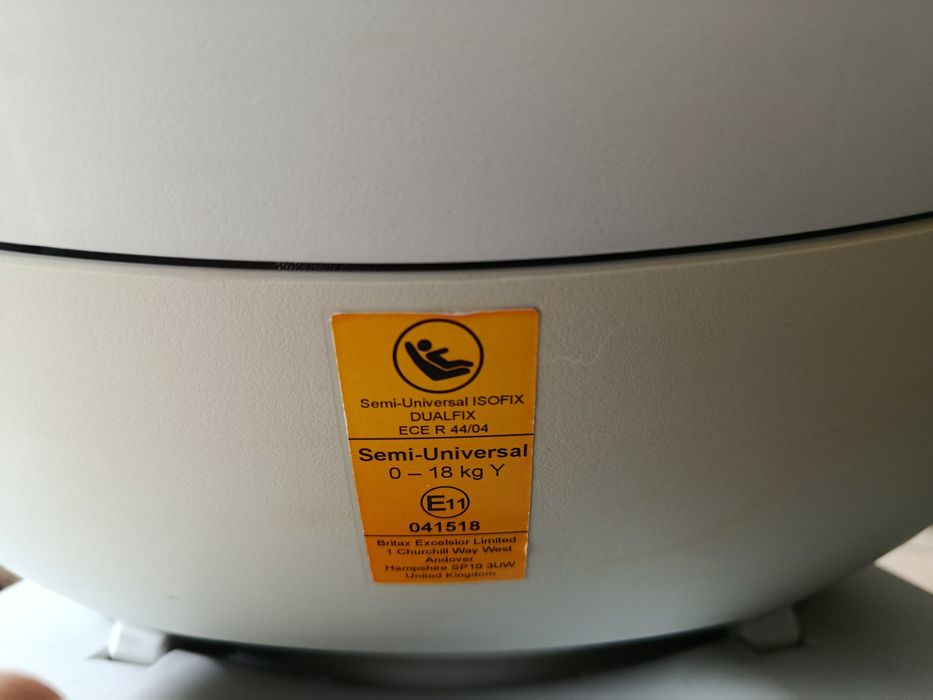 Semi-Universal ISOFIX
DUALFIX
ECE R 44/04
Semi-Universal
0 – 18 kg Y
E11
041518
Britax Excelsior Limited
1 Churchill Way West
Andover
Hampshire SP10 3UW
United Kingdom